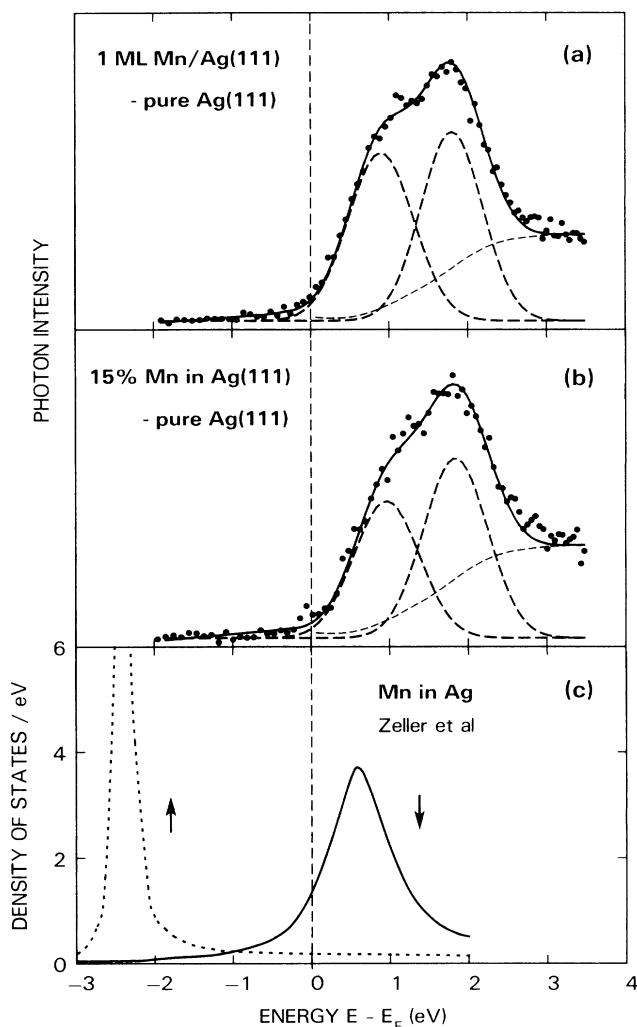 1 ML Mn/Ag(111)
- pure Ag(111)
(a)
PHOTON INTENSITY
15% Mn in Ag(111)
- pure Ag(111)
(b)
6
4
2
0
DENSITY OF STATES / eV
Mn in Ag
Zeller et al
(c)
−3 −2 −1 0 1 2 3 4
ENERGY E - E_F (eV)